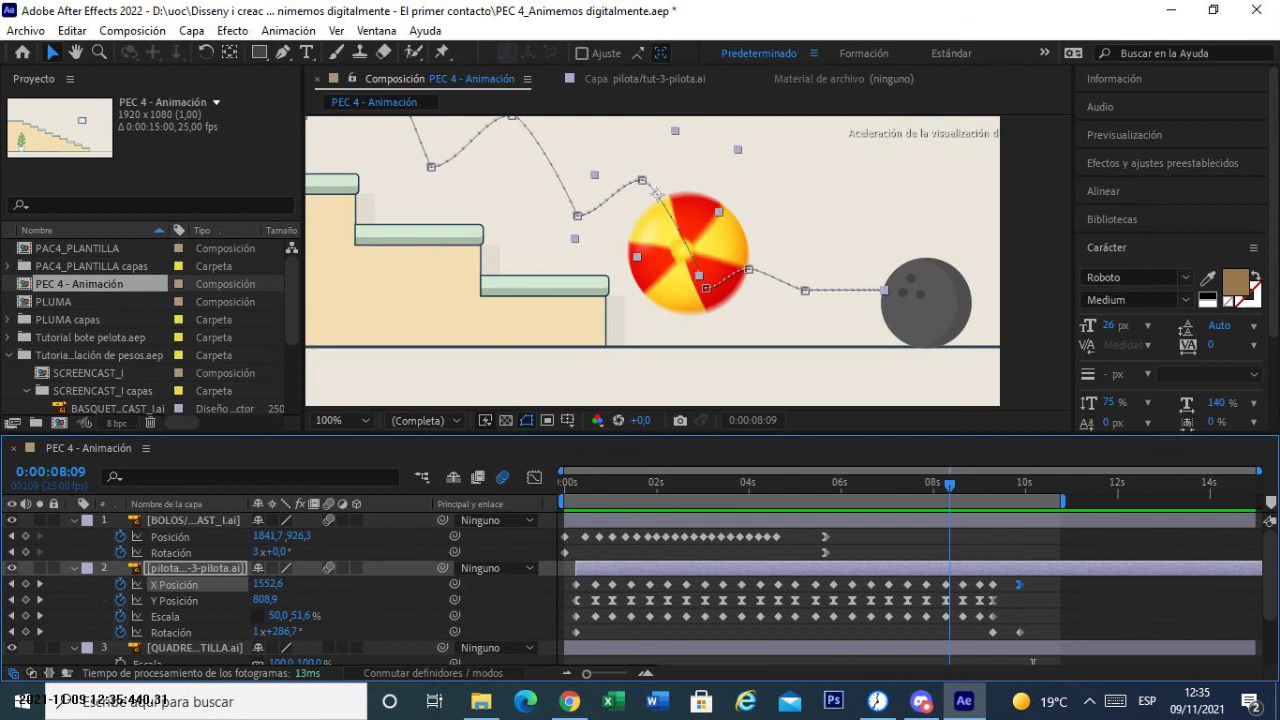 Adobe After Effects 2022 - D:\uoc\Disseny i creac ... nimemos digitalmente - El primer contacto\PEC 4_Animemos digitalmente.aep *
Archivo Editar Composición Capa Efecto Animación Ver Ventana Ayuda
Ajuste Predeterminado Formación Estándar Buscar en la Ayuda
Proyecto
Composición PEC 4 - Animación
Capa pilota/tut-3-pilota.ai
Material de archivo (ninguno)
Información
PEC 4 - Animación
PEC 4 - Animación
1920 x 1080 (1,00)
Δ 0:00:15:00, 25,00 fps
Audio
Previsualización
Efectos y ajustes preestablecidos
Alinear
Bibliotecas
Carácter
Aceleración de la visualización d
Nombre Tipo
PAC4_PLANTILLA Composición
PAC4_PLANTILLA capas Carpeta
PEC 4 - Animación Composición
PLUMA Composición
PLUMA capas Carpeta
Tutorial bote pelota.aep Carpeta
Tutoria...lación de pesos.aep Carpeta
SCREENCAST_I Composición
SCREENCAST_I capas Carpeta
BASQUET...CAST_I.ai Diseño ...ctor 250
8 bpc
Roboto
Medium
26 px Auto
Medidas 0
- px
75 % 140 %
0 px 0 %
100% (Completa) +0,0 0:00:08:09
PEC 4 - Animación
0:00:08:09
00209 (25.00 fps)
:00s 02s 04s 06s 08s 10s 12s 14s
# Nombre de la capa Principal y enlace
1 [BOLOS/...AST_I.ai] Ninguno
Posición 1841,7,926,3
Rotación 3x+0,0°
2 [pilota...-3-pilota.ai] Ninguno
X Posición 1552,6
Y Posición 808,9
Escala 50,0,51,6 %
Rotación 1x+286,7°
3 [QUADRE...TILLA.ai] Ninguno
Escala 100,0,100,0 %
Tiempo de procesamiento de los fotogramas: 13ms Conmutar definidores / modos
2021-11-09,12:35:440.31
Escribe aquí para buscar
19°C ESP 12:35
09/11/2021
2